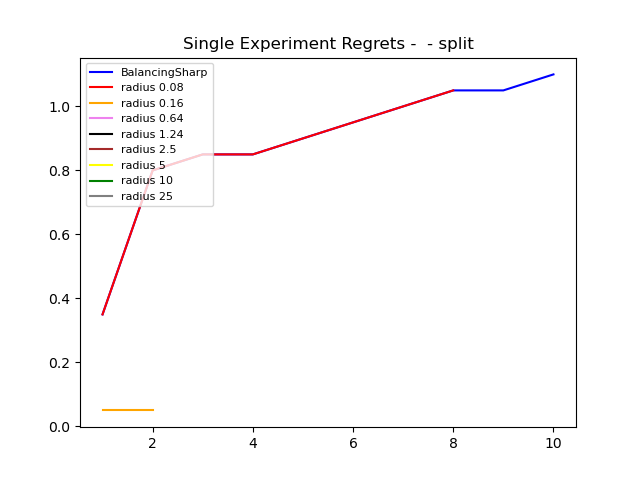 Single Experiment Regrets -  - split
BalancingSharp
radius 0.08
radius 0.16
radius 0.64
radius 1.24
radius 2.5
radius 5
radius 10
radius 25
1.0
0.8
0.6
0.4
0.2
0.0
2 4 6 8 10